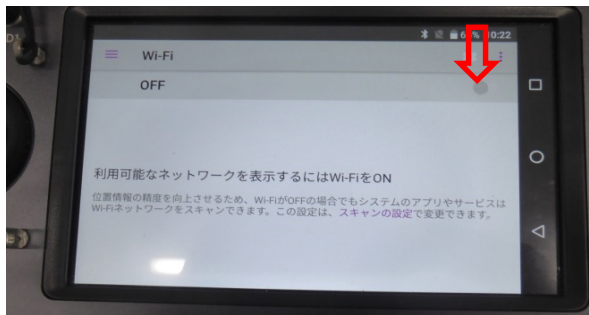 10:22
Wi-Fi
OFF
利用可能なネットワークを表示するにはWi-FiをON
位置情報の精度を向上させるため、Wi-FiがOFFの場合でもシステムのアプリやサービスは
Wi-Fiネットワークをスキャンできます。この設定は、スキャンの設定で変更できます。